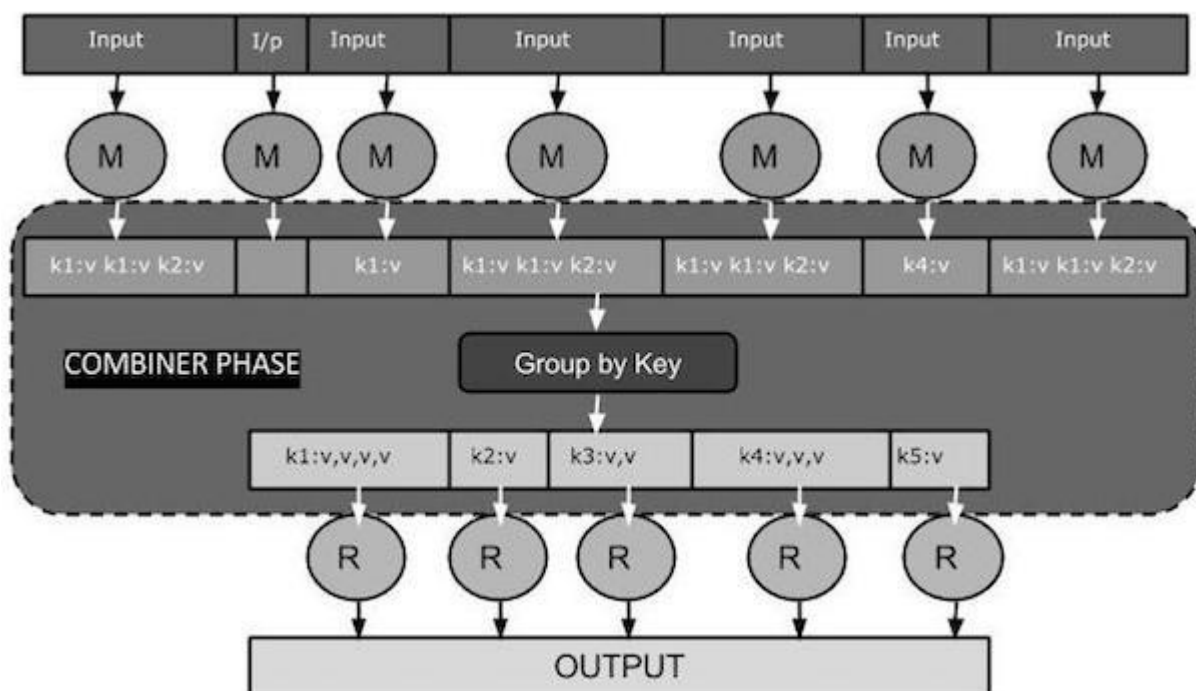 Input I/p Input Input Input Input Input
M M M M M M M
k1:v k1:v k2:v k1:v k1:v k1:v k2:v k1:v k1:v k2:v k4:v k1:v k1:v k2:v
COMBINER PHASE Group by Key
k1:v,v,v,v k2:v k3:v,v k4:v,v,v k5:v
R R R R R
OUTPUT